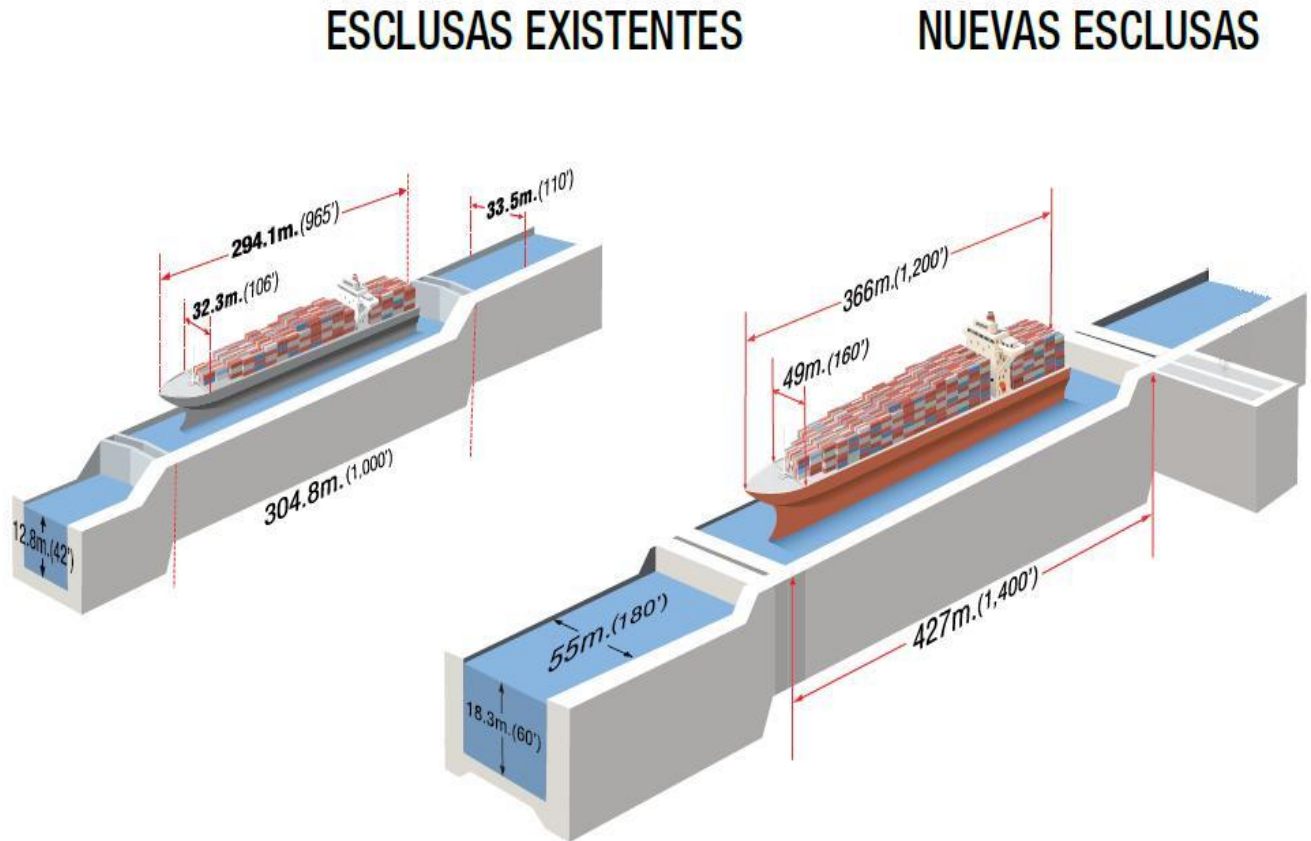 ESCLUSAS EXISTENTES
NUEVAS ESCLUSAS
294.1m.(965')
33.5m.(110')
32.3m.(106')
304.8m.(1,000')
12.8m.(42')
366m.(1,200')
49m.(160')
427m.(1,400')
55m.(180')
18.3m.(60')